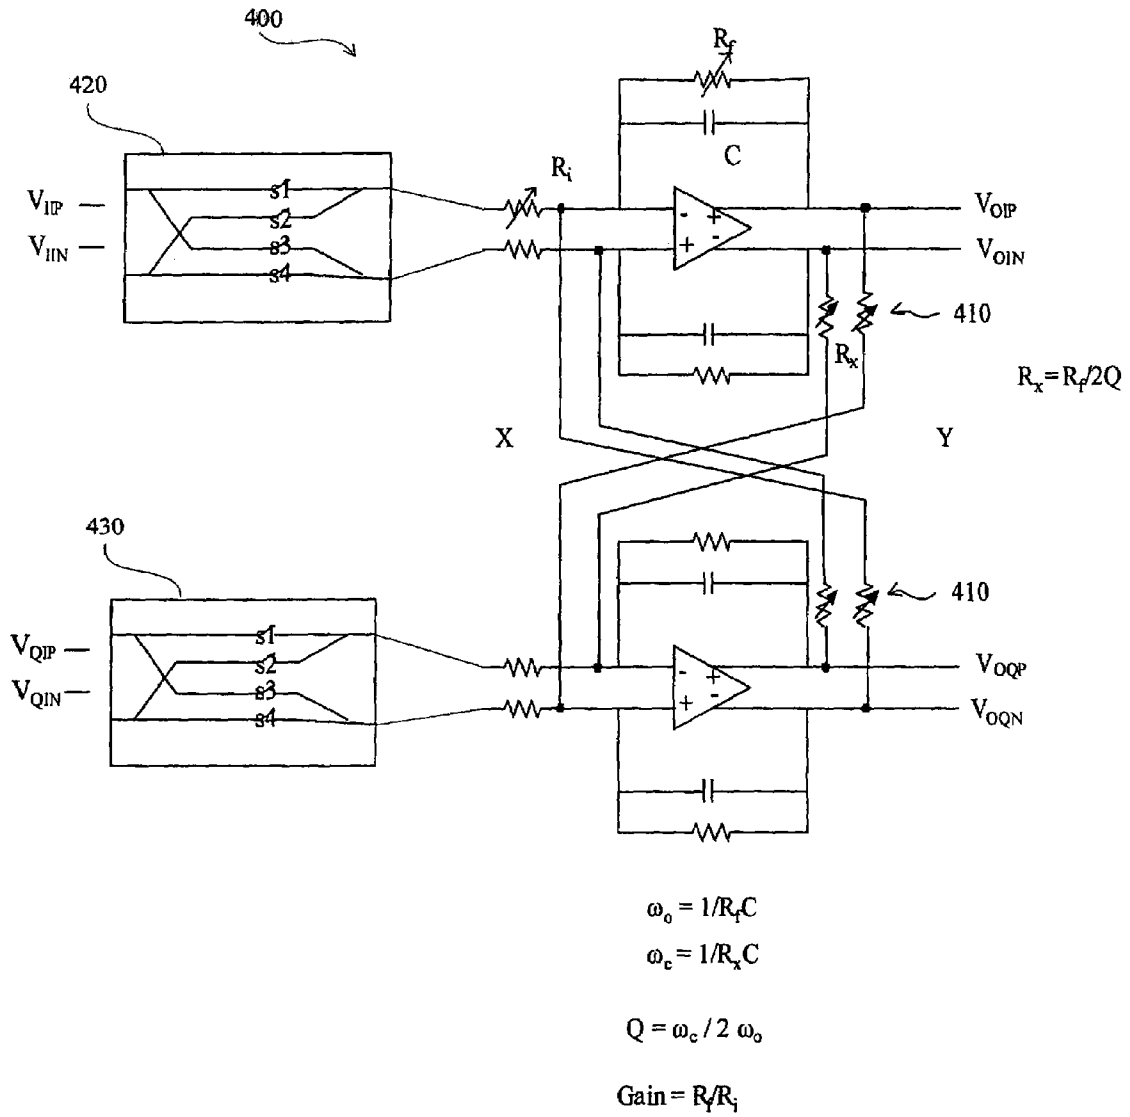 400
R_f
420
C
R_i
s1
V_IIP
s2
- +
V_OIP
V_IIN
s3
+ -
V_OIN
s4
410
R_x
R_x = R_f/2Q
X Y
430
410
s1
V_QIP
s2
- +
V_OQP
V_QIN
s3
+ -
V_OQN
s4
ω_o = 1/R_fC
ω_c = 1/R_xC
Q = ω_c / 2 ω_o
Gain = R_f/R_i